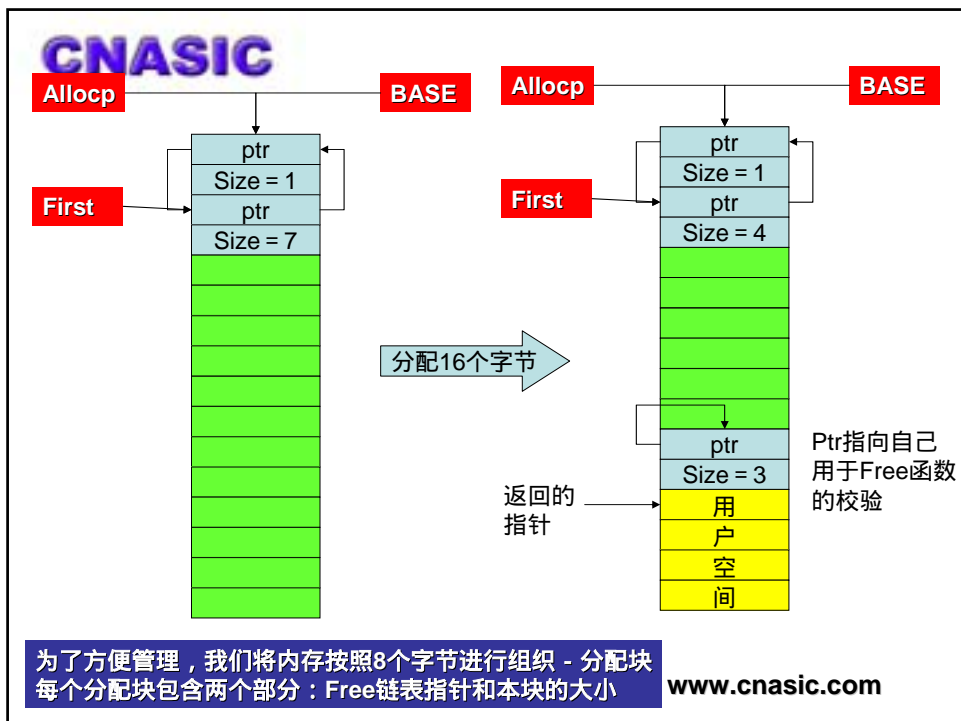 CNASIC
Allocp
BASE
ptr
Size = 1
First
ptr
Size = 7
分配16个字节
Allocp
BASE
ptr
Size = 1
First
ptr
Size = 4
ptr
Size = 3
Ptr指向自己
用于Free函数
的校验
返回的
指针
用
户
空
间
为了方便管理，我们将内存按照8个字节进行组织 - 分配块
每个分配块包含两个部分：Free链表指针和本块的大小
www.cnasic.com